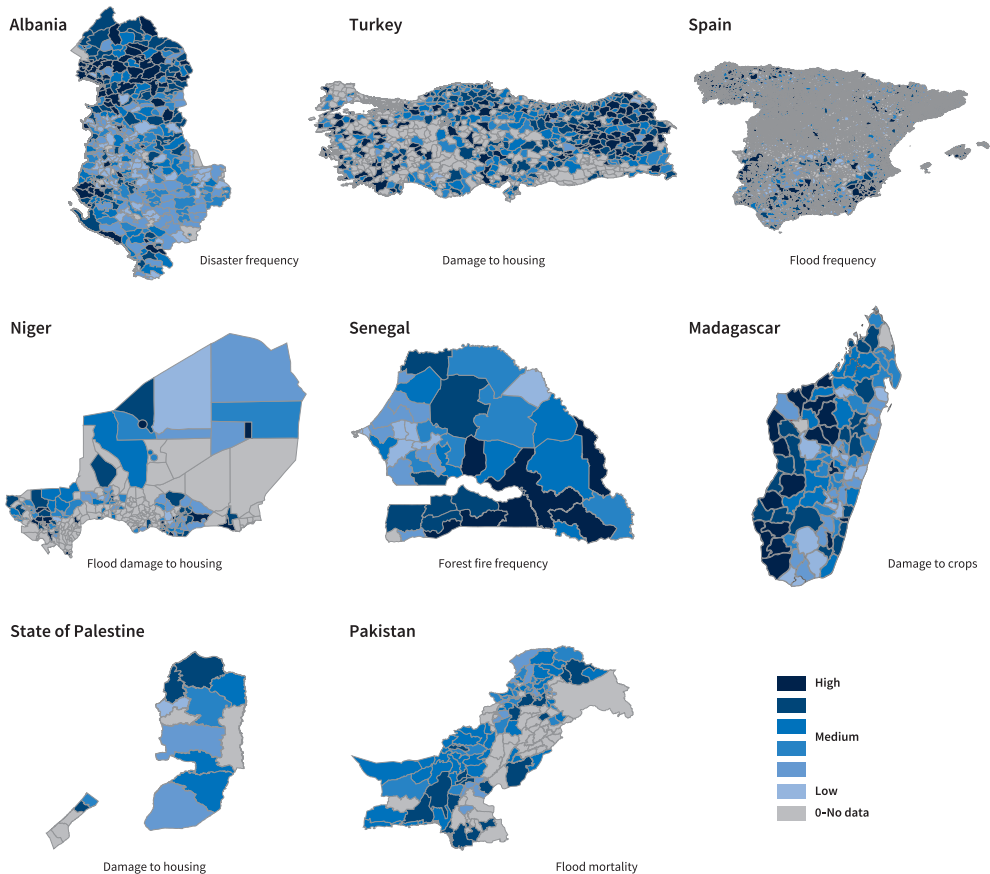 Albania
Turkey
Spain
Disaster frequency
Damage to housing
Flood frequency
Niger
Senegal
Madagascar
Flood damage to housing
Forest fire frequency
Damage to crops
State of Palestine
Pakistan
High
Medium
Low
0-No data
Damage to housing
Flood mortality